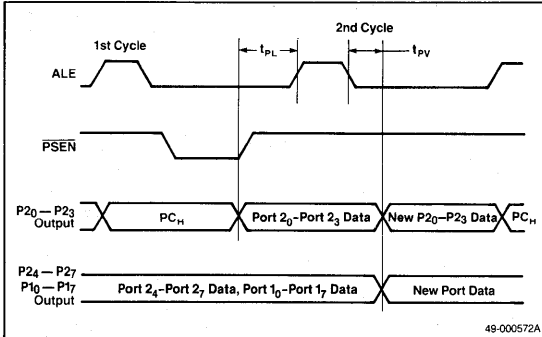 2nd Cycle
1st Cycle
tPL
tPV
ALE
PSEN
P20—P23
Output
PCH
Port 20-Port 23 Data
New P20-P23 Data
PCH
P24—P27
P10—P17
Output
Port 24-Port 27 Data, Port 10-Port 17 Data
New Port Data
49-000572A